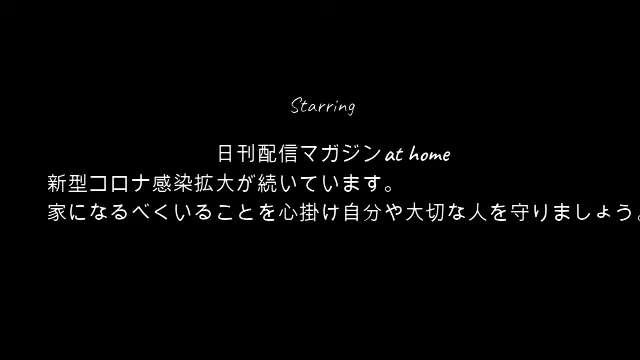 Starring
日刊配信マガジンat home
新型コロナ感染拡大が続いています。
家になるべくいることを心掛け自分や大切な人を守りましょう。